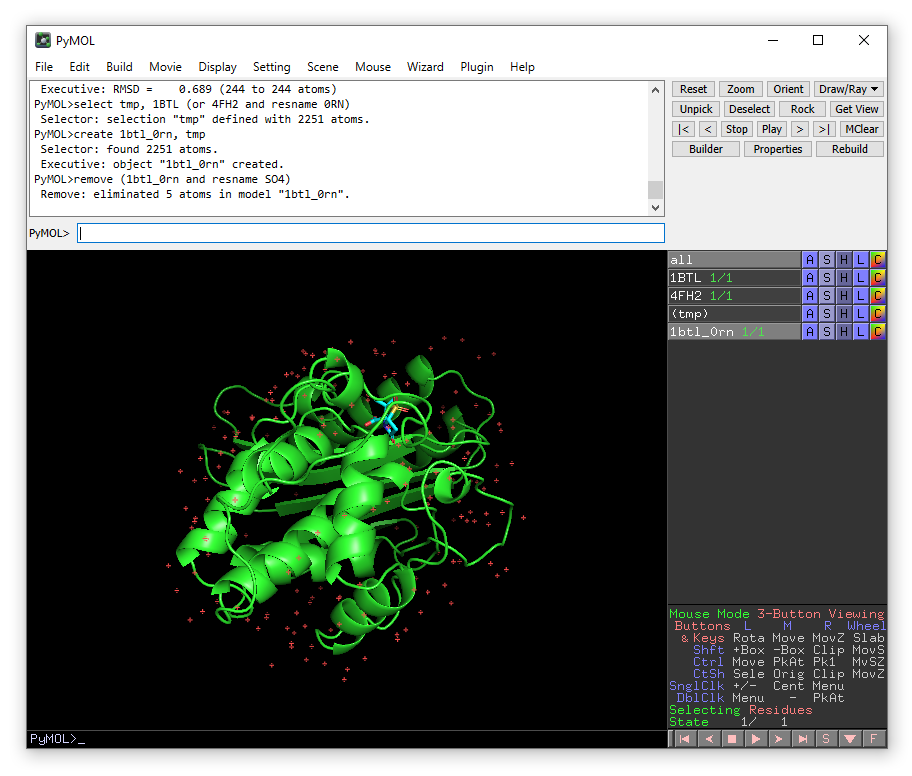 PyMOL
File Edit Build Movie Display Setting Scene Mouse Wizard Plugin Help
Executive: RMSD =    0.689 (244 to 244 atoms)
PyMOL>select tmp, 1BTL (or 4FH2 and resname 0RN)
Selector: selection "tmp" defined with 2251 atoms.
PyMOL>create 1btl_0rn, tmp
Selector: found 2251 atoms.
Executive: object "1btl_0rn" created.
PyMOL>remove (1btl_0rn and resname SO4)
Remove: eliminated 5 atoms in model "1btl_0rn".
PyMOL>
Reset Zoom Orient Draw/Ray
Unpick Deselect Rock Get View
|< < Stop Play > >| MClear
Builder Properties Rebuild
all A S H L C
1BTL 1/1 A S H L C
4FH2 1/1 A S H L C
(tmp) A S H L C
1btl_0rn 1/1 A S H L C
Mouse Mode 3-Button Viewing
Buttons L M R Wheel
& Keys Rota Move MovZ Slab
Shft +Box -Box Clip MovS
Ctrl Move PkAt Pk1 MvSZ
CtSh Sele Orig Clip MovZ
SnglClk +/- Cent Menu
DblClk Menu - PkAt
Selecting Residues
State 1/ 1
PyMOL>_
S F